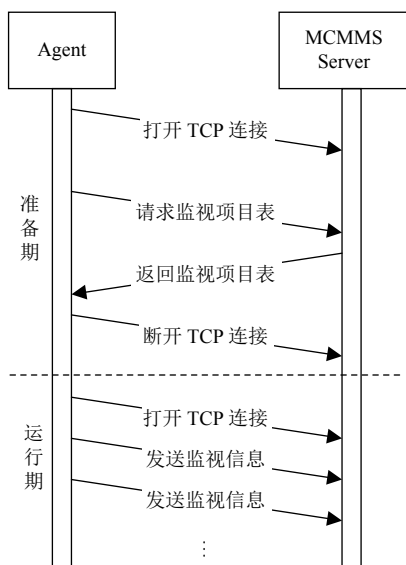 Agent
MCMMS
Server
打开 TCP 连接
请求监视项目表
返回监视项目表
断开 TCP 连接
准备期
打开 TCP 连接
发送监视信息
发送监视信息
运行期
⋮